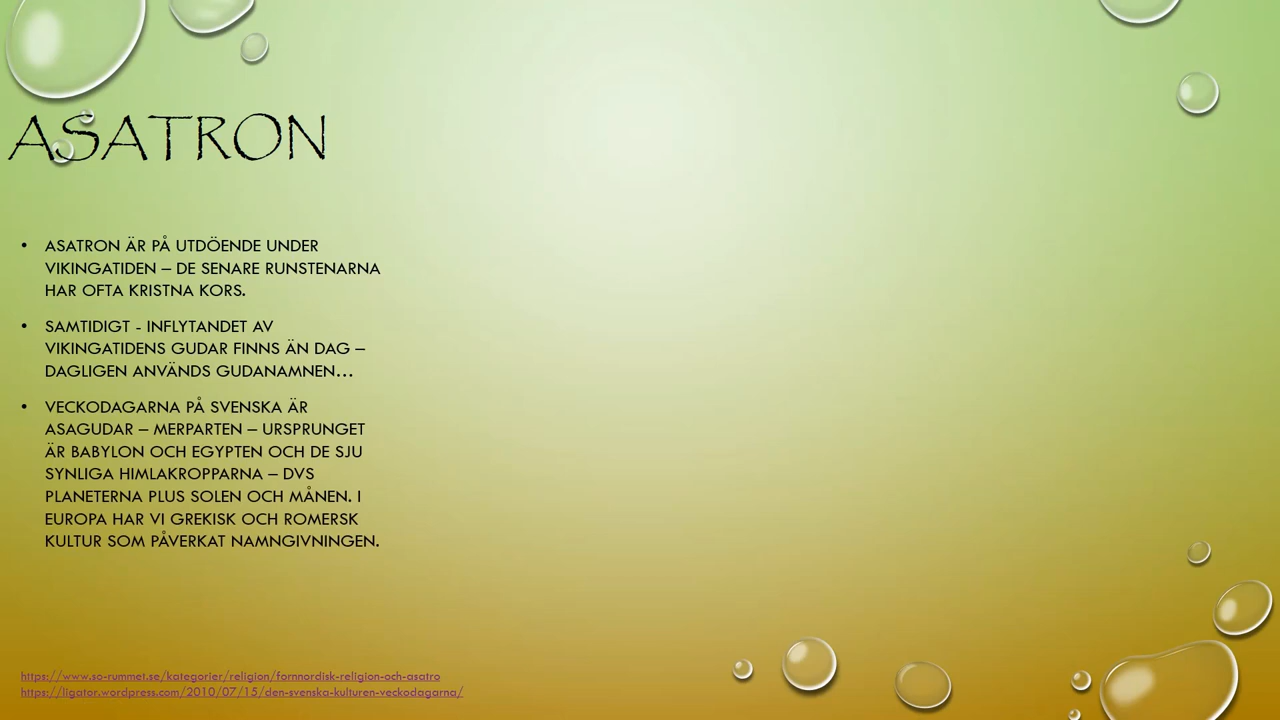 ASATRON
• ASATRON ÄR PÅ UTDÖENDE UNDER
VIKINGATIDEN – DE SENARE RUNSTENARNA
HAR OFTA KRISTNA KORS.
• SAMTIDIGT - INFLYTANDET AV
VIKINGATIDENS GUDAR FINNS ÄN DAG –
DAGLIGEN ANVÄNDS GUDANAMNEN…
• VECKODAGARNA PÅ SVENSKA ÄR
ASAGUDAR – MERPARTEN – URSPRUNGET
ÄR BABYLON OCH EGYPTEN OCH DE SJU
SYNLIGA HIMLAKROPPARNA – DVS
PLANETERNA PLUS SOLEN OCH MÅNEN. I
EUROPA HAR VI GREKISK OCH ROMERSK
KULTUR SOM PÅVERKAT NAMNGIVNINGEN.
https://www.so-rummet.se/kategorier/religion/fornnordisk-religion-och-asatro
https://ligator.wordpress.com/2010/07/15/den-svenska-kulturen-veckodagarna/